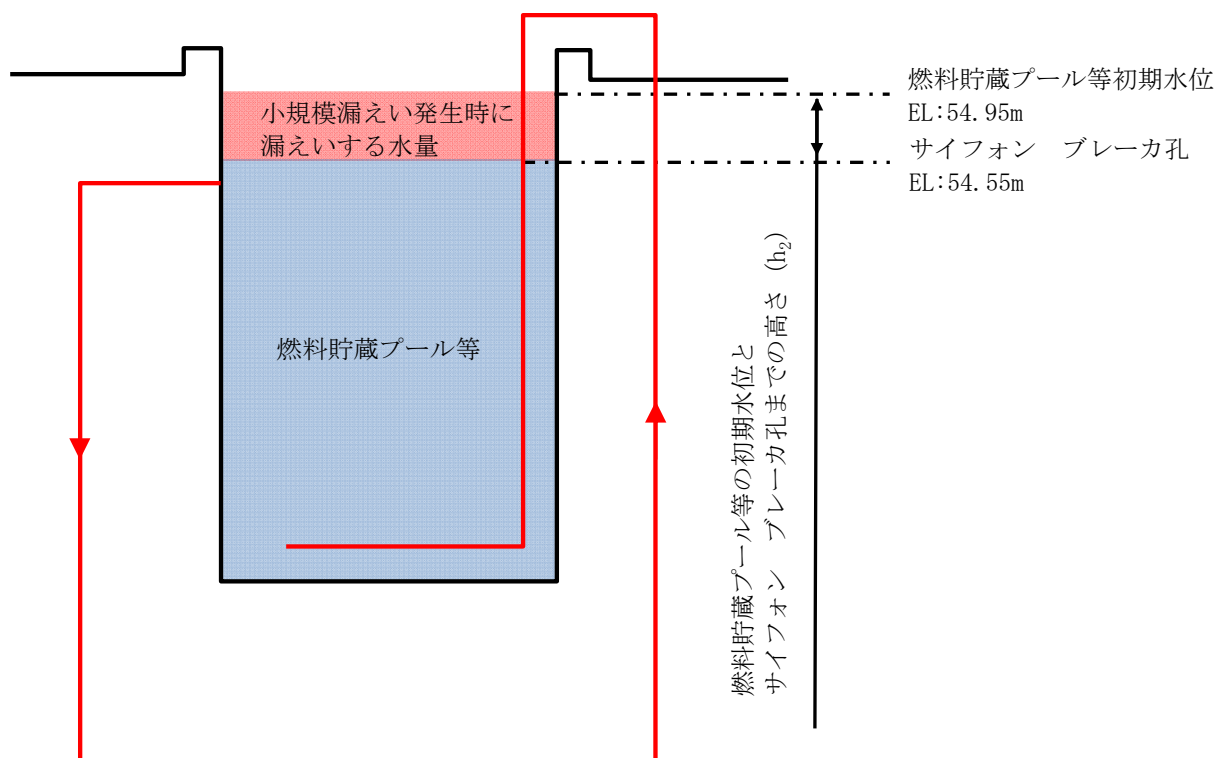 小規模漏えい発生時に
漏えいする水量
燃料貯蔵プール等
燃料貯蔵プール等初期水位
EL:54.95m
サイフォン　ブレーカ孔
EL:54.55m
燃料貯蔵プール等の初期水位と
サイフォン　ブレーカ孔までの高さ (h₂)